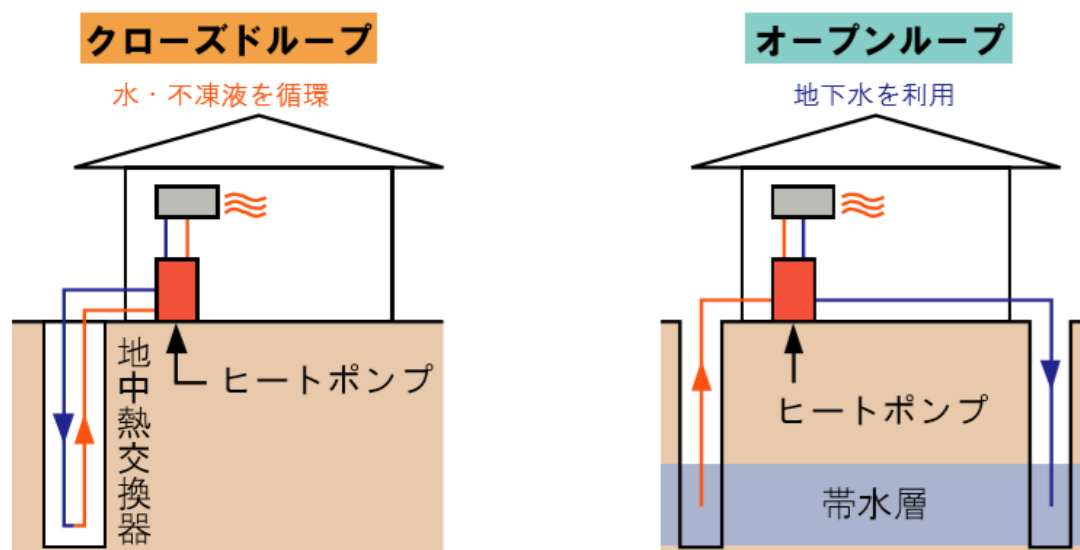 クローズドループ
水・不凍液を循環
ヒートポンプ
地中熱交換器
オープンループ
地下水を利用
ヒートポンプ
帯水層